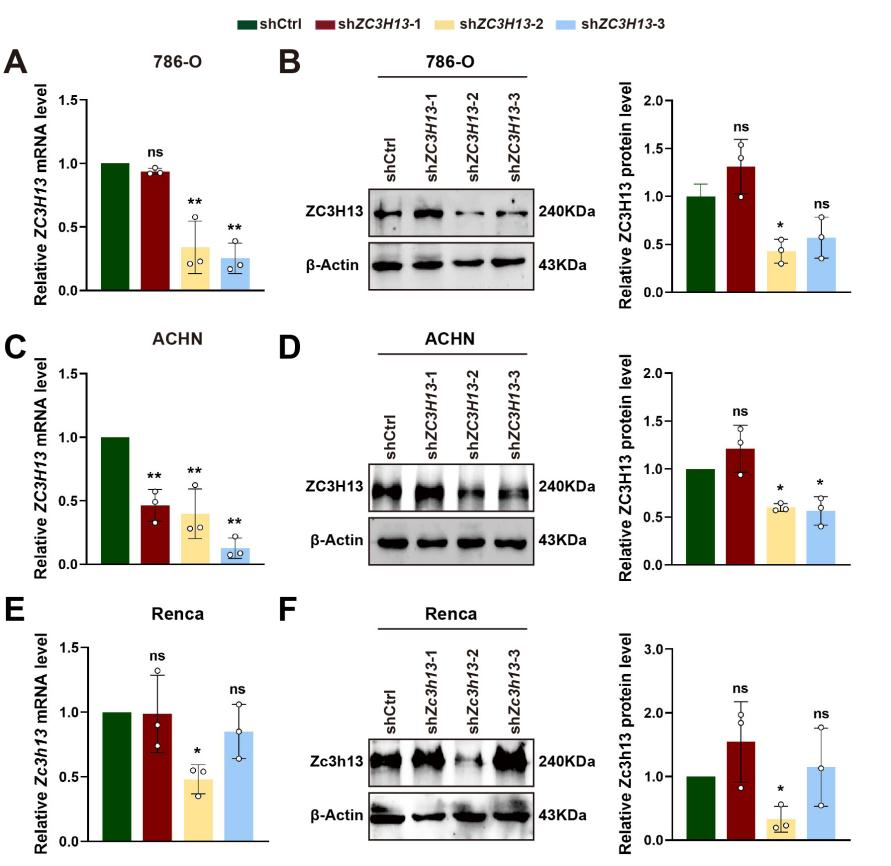 shCtrl shZC3H13-1 shZC3H13-2 shZC3H13-3
A
786-O
Relative ZC3H13 mRNA level
1.5
1.0
0.5
0.0
ns
**
**
B
786-O
shCtrl
shZC3H13-1
shZC3H13-2
shZC3H13-3
ZC3H13 240KDa
β-Actin 43KDa
Relative ZC3H13 protein level
2.0
1.5
1.0
0.5
0.0
ns
*
ns
C
ACHN
Relative ZC3H13 mRNA level
1.5
1.0
0.5
0.0
**
**
**
D
ACHN
shCtrl
shZC3H13-1
shZC3H13-2
shZC3H13-3
ZC3H13 240KDa
β-Actin 43KDa
Relative ZC3H13 protein level
2.0
1.5
1.0
0.5
0.0
ns
*
*
E
Renca
Relative Zc3h13 mRNA level
1.5
1.0
0.5
0.0
ns
*
ns
F
Renca
shCtrl
shZc3h13-1
shZc3h13-2
shZc3h13-3
Zc3h13 240KDa
β-Actin 43KDa
Relative Zc3h13 protein level
3.0
2.0
1.0
0.0
ns
*
ns